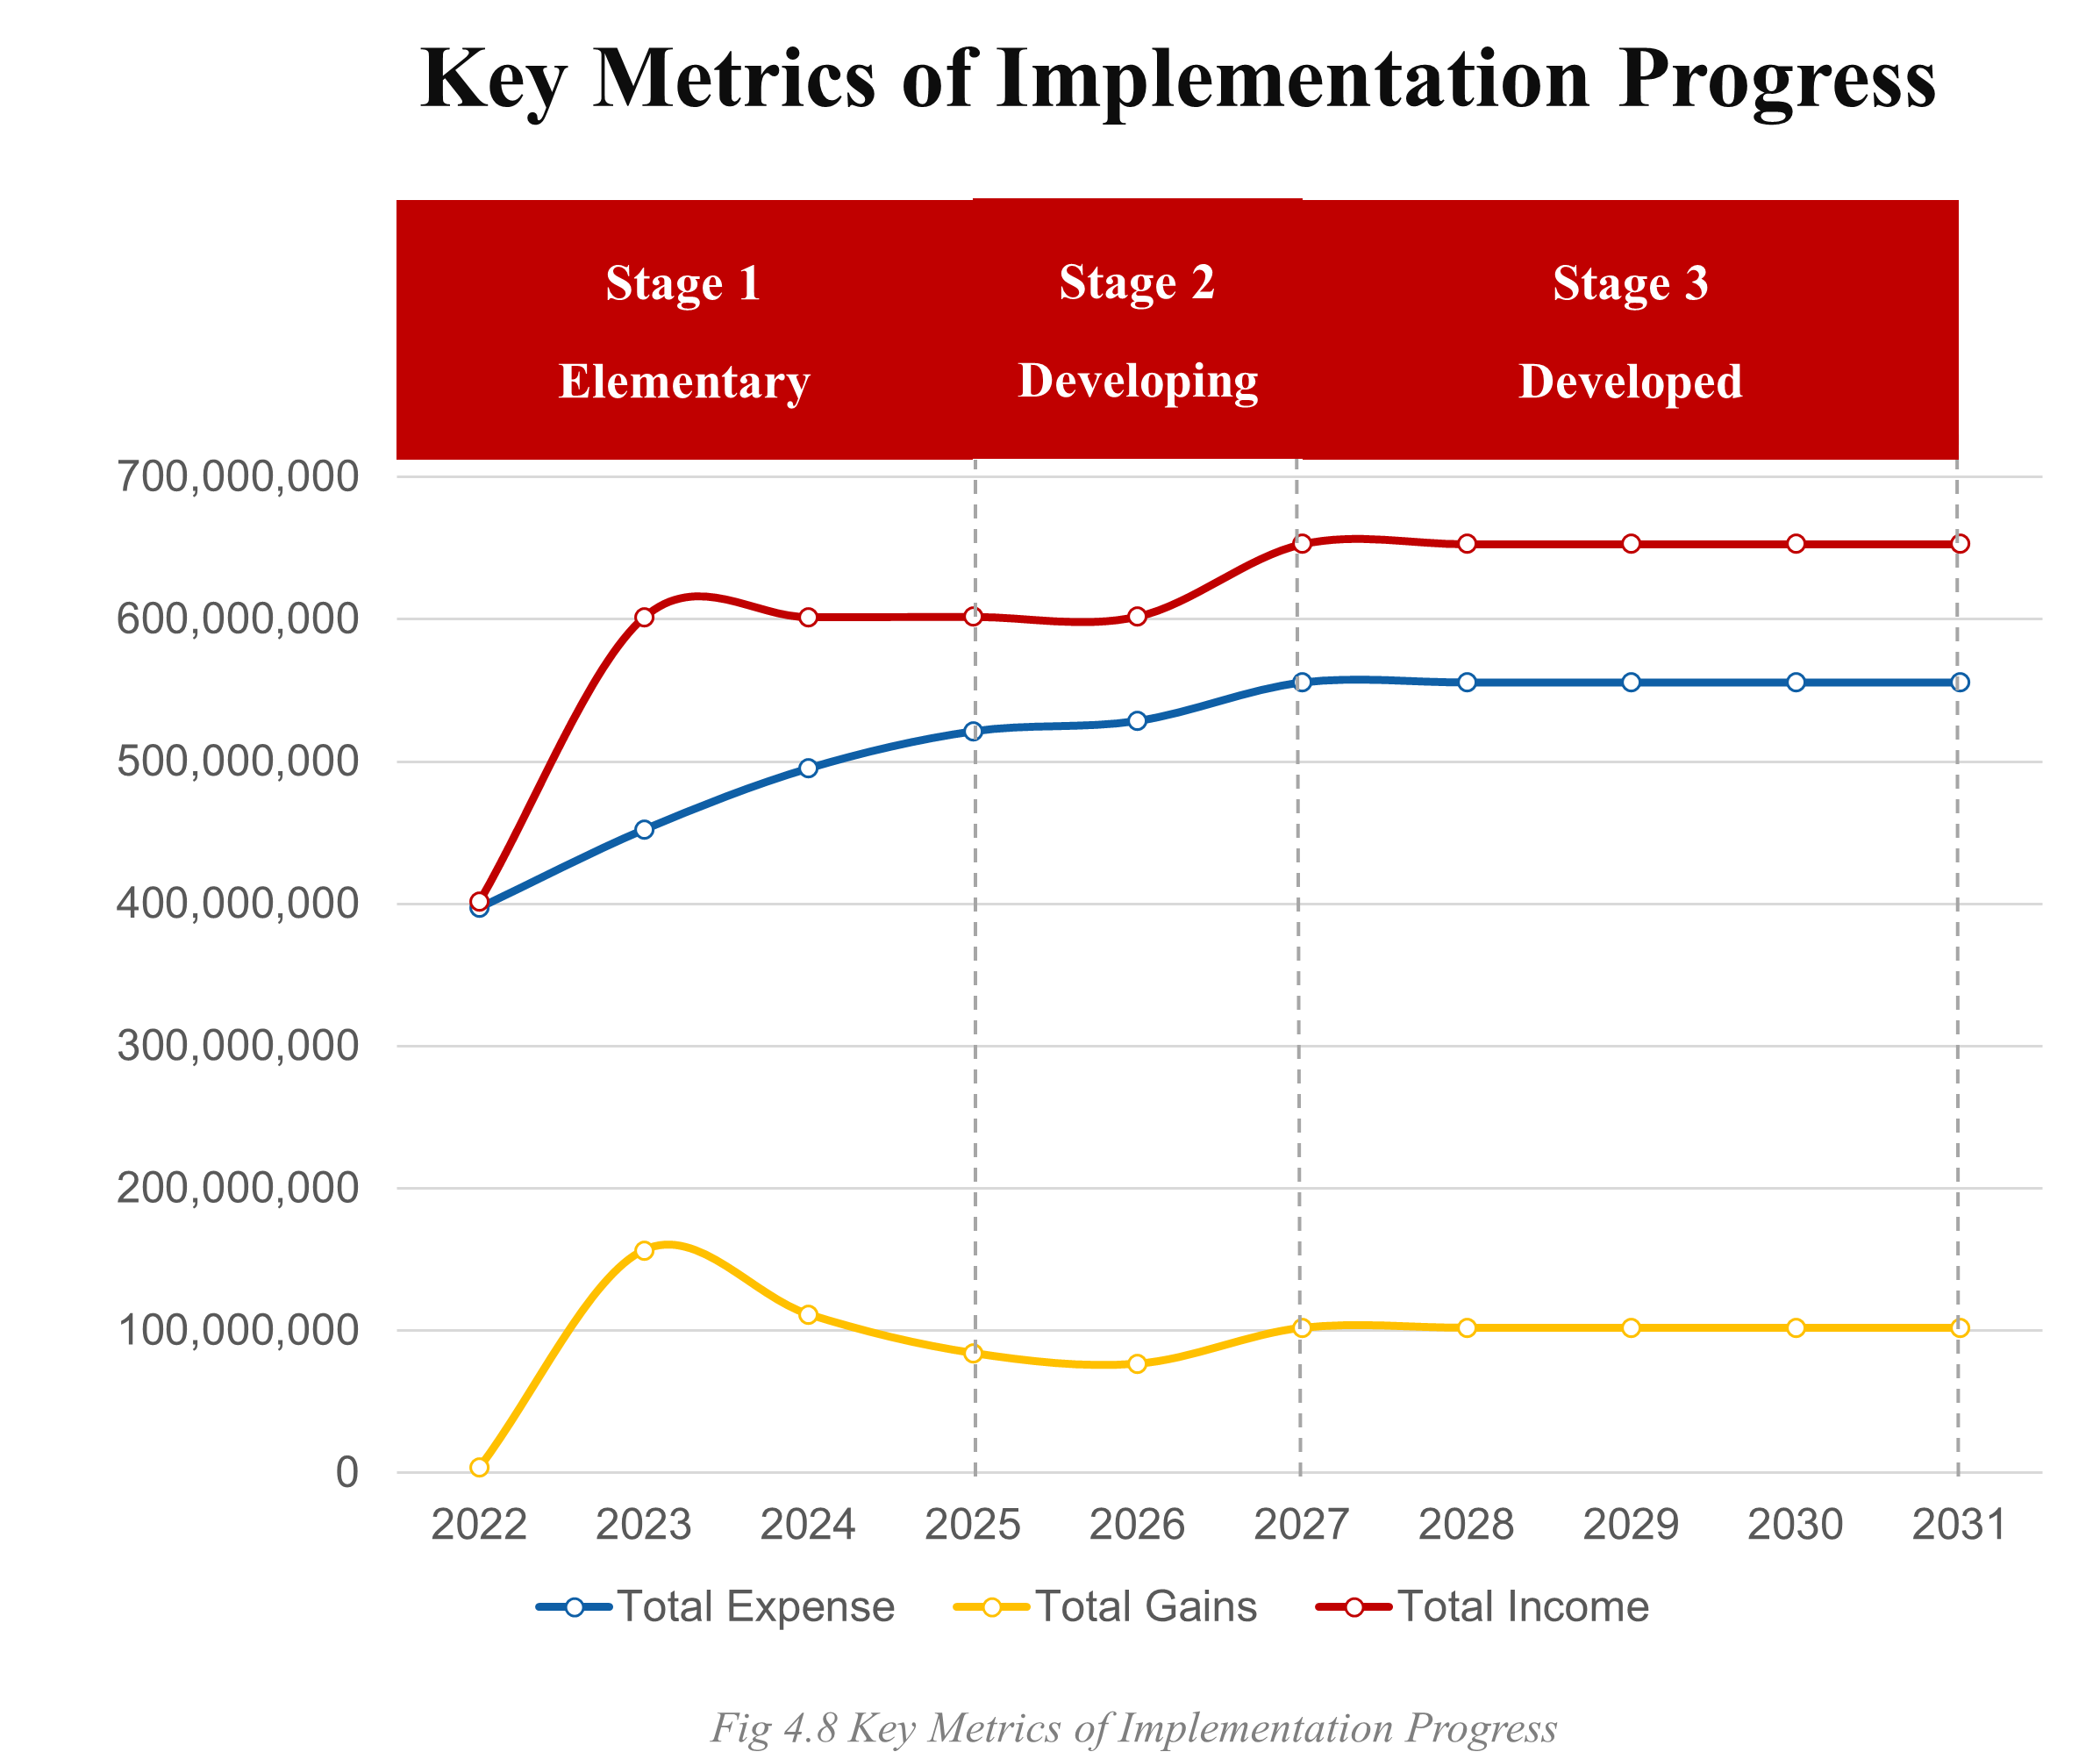 Key Metrics of Implementation Progress
Stage 1
Elementary
Stage 2
Developing
Stage 3
Developed
700,000,000
600,000,000
500,000,000
400,000,000
300,000,000
200,000,000
100,000,000
0
2022 2023 2024 2025 2026 2027 2028 2029 2030 2031
Total Expense Total Gains Total Income
Fig 4.8 Key Metrics of Implementation Progress